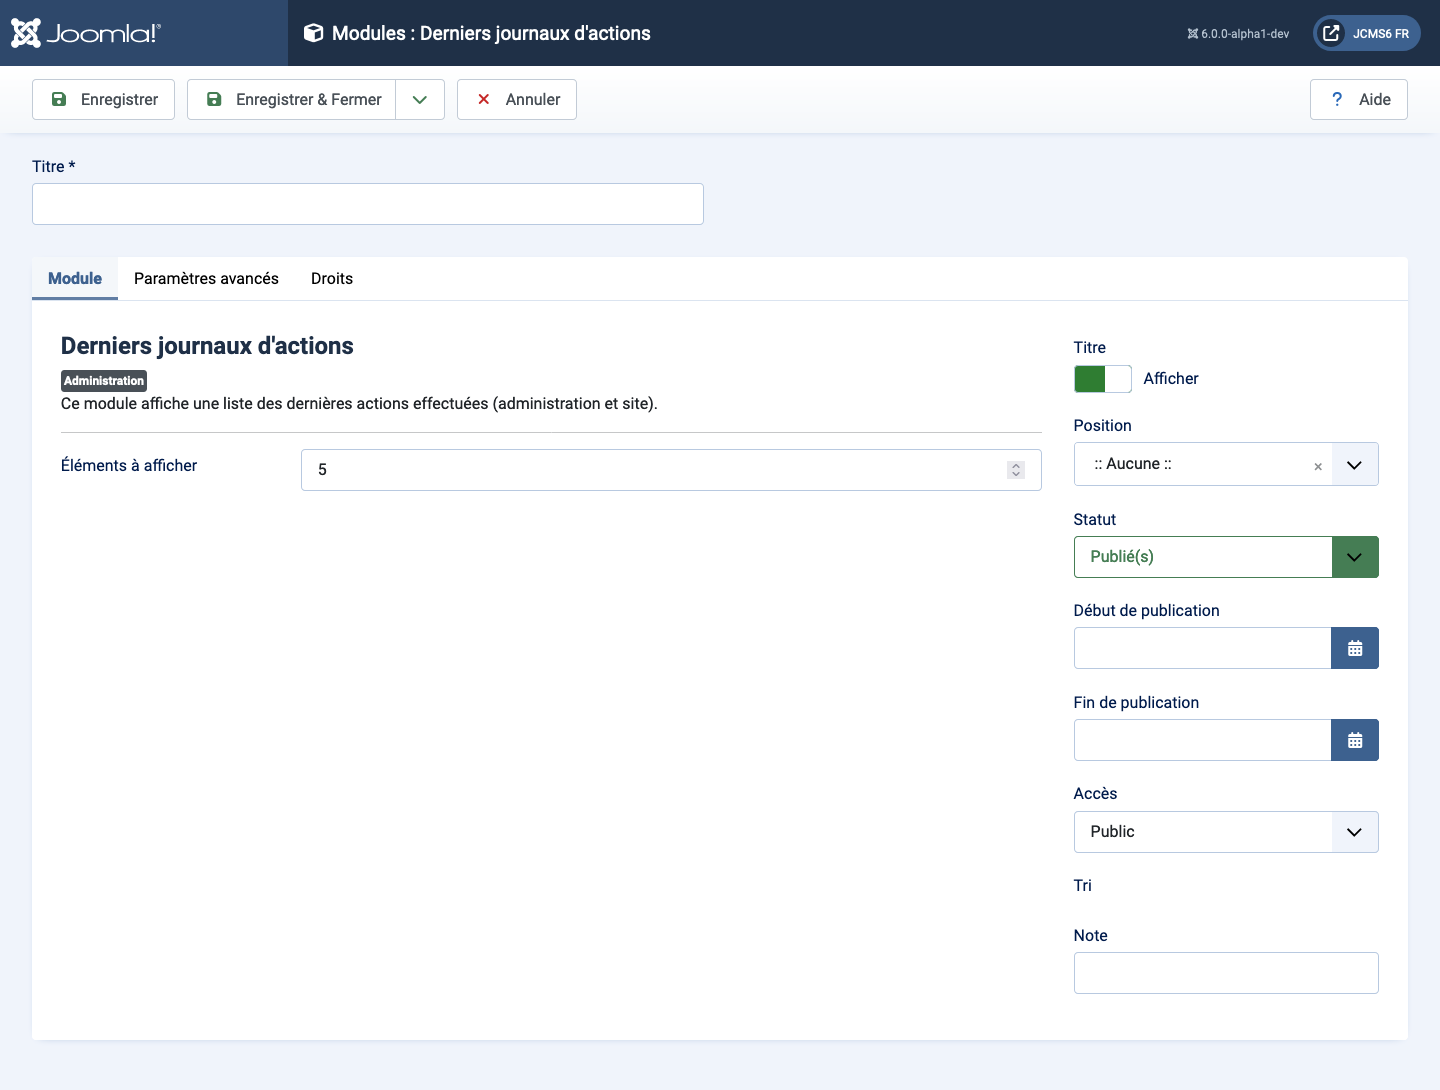 Joomla!®
Modules : Derniers journaux d'actions
6.0.0-alpha1-dev
JCMS6 FR
Enregistrer
Enregistrer & Fermer
Annuler
? Aide
Titre *
Module
Paramètres avancés
Droits
Derniers journaux d'actions
Administration
Ce module affiche une liste des dernières actions effectuées (administration et site).
Éléments à afficher
5
Titre
Afficher
Position
:: Aucune ::
×
Statut
Publié(s)
Début de publication
Fin de publication
Accès
Public
Tri
Note